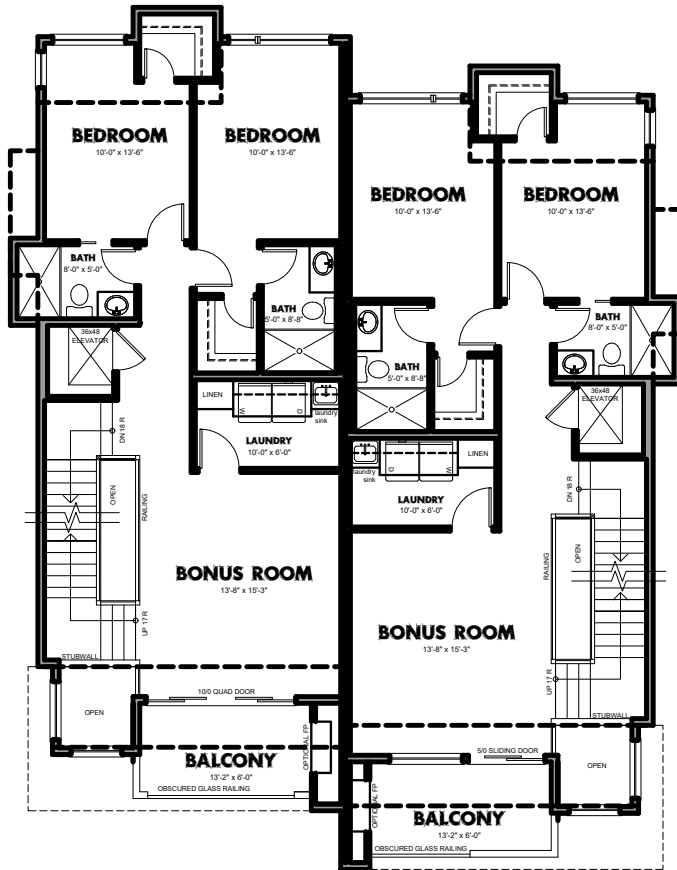 BEDROOM
10'-0" x 13'-6"
BEDROOM
10'-0" x 13'-6"
BATH
8'-0" x 5'-0"
BATH
5'-0" x 8'-8"
36x48
ELEVATOR
LINEN
W
D
laundry
sink
LAUNDRY
10'-0" x 6'-0"
DN 18 R
OPEN
RAILING
UP 17 R
BONUS ROOM
13'-8" x 15'-3"
STUBWALL
OPEN
10/0 QUAD DOOR
BALCONY
13'-2" x 6'-0"
OPTIONAL FP
OBSCURED GLASS RAILING
BEDROOM
10'-0" x 13'-6"
BEDROOM
10'-0" x 13'-6"
BATH
8'-0" x 5'-0"
BATH
5'-0" x 8'-8"
36x48
ELEVATOR
laundry
sink
D
W
LINEN
LAUNDRY
10'-0" x 6'-0"
DN 18 R
RAILING
OPEN
UP 17 R
BONUS ROOM
13'-8" x 15'-3"
STUBWALL
OPEN
5/0 SLIDING DOOR
OPTIONAL FP
BALCONY
13'-2" x 6'-0"
OBSCURED GLASS RAILING